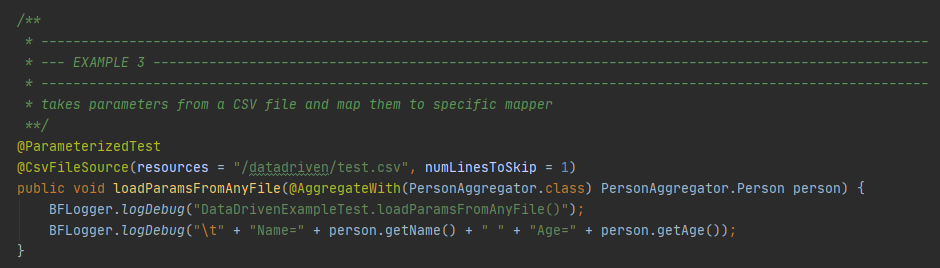 /**
 * ---------------------------------------------------------------------------------------------------------------
 * --- EXAMPLE 3 -------------------------------------------------------------------------------------------------
 * ---------------------------------------------------------------------------------------------------------------
 * takes parameters from a CSV file and map them to specific mapper
 **/
@ParameterizedTest
@CsvFileSource(resources = "/datadriven/test.csv", numLinesToSkip = 1)
public void loadParamsFromAnyFile(@AggregateWith(PersonAggregator.class) PersonAggregator.Person person) {
    BFLogger.logDebug("DataDrivenExampleTest.loadParamsFromAnyFile()");
    BFLogger.logDebug("\t" + "Name=" + person.getName() + " " + "Age=" + person.getAge());
}